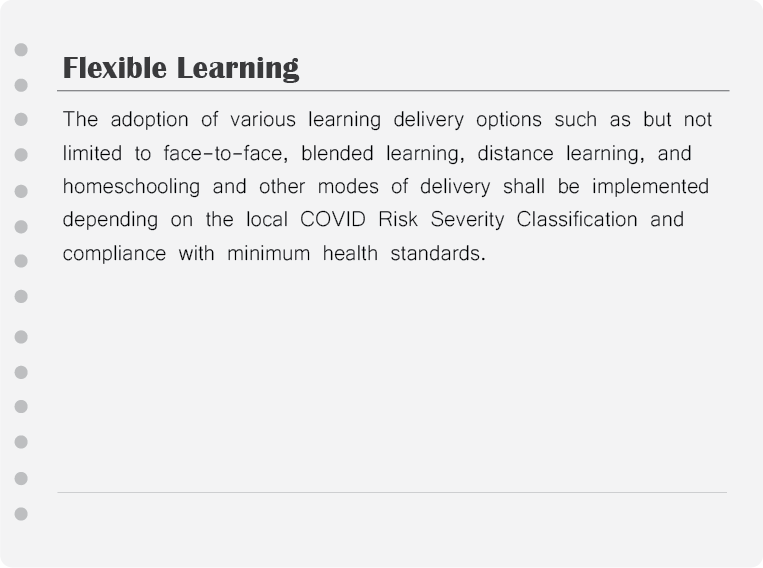 Flexible Learning
The adoption of various learning delivery options such as but not
limited to face-to-face, blended learning, distance learning, and
homeschooling and other modes of delivery shall be implemented
depending on the local COVID Risk Severity Classification and
compliance with minimum health standards.